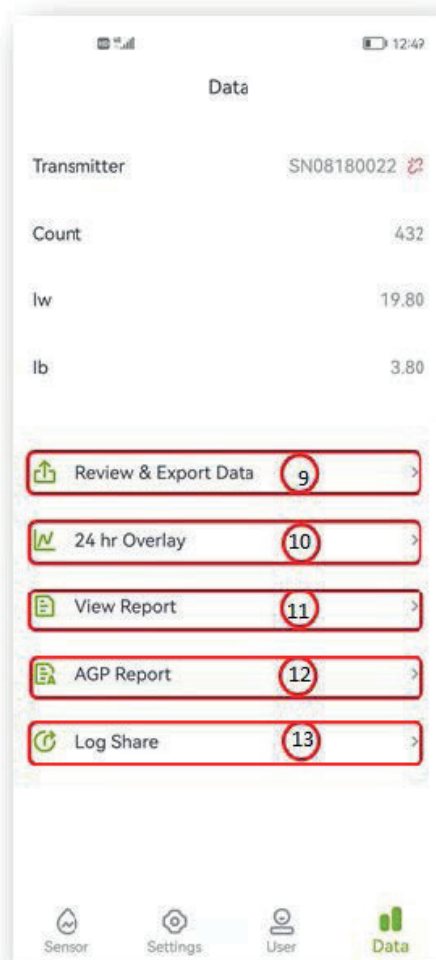 12:49
Data
Transmitter SN08180022
Count 432
Iw 19.80
Ib 3.80
Review & Export Data 9
24 hr Overlay 10
View Report 11
AGP Report 12
Log Share 13
Sensor Settings User Data